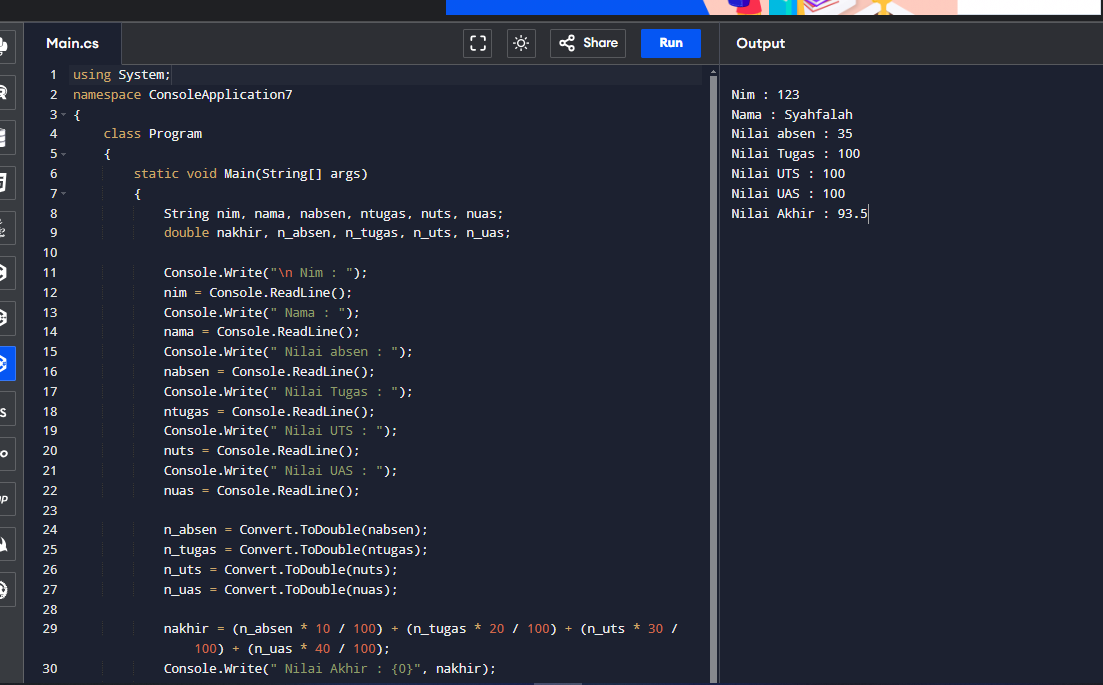 Main.cs
Share
Run
Output
1 using System;
2 namespace ConsoleApplication7
3 {
4 class Program
5 {
6 static void Main(String[] args)
7 {
8 String nim, nama, nabsen, ntugas, nuts, nuas;
9 double nakhir, n_absen, n_tugas, n_uts, n_uas;
10
11 Console.Write("\n Nim : ");
12 nim = Console.ReadLine();
13 Console.Write(" Nama : ");
14 nama = Console.ReadLine();
15 Console.Write(" Nilai absen : ");
16 nabsen = Console.ReadLine();
17 Console.Write(" Nilai Tugas : ");
18 ntugas = Console.ReadLine();
19 Console.Write(" Nilai UTS : ");
20 nuts = Console.ReadLine();
21 Console.Write(" Nilai UAS : ");
22 nuas = Console.ReadLine();
23
24 n_absen = Convert.ToDouble(nabsen);
25 n_tugas = Convert.ToDouble(ntugas);
26 n_uts = Convert.ToDouble(nuts);
27 n_uas = Convert.ToDouble(nuas);
28
29 nakhir = (n_absen * 10 / 100) + (n_tugas * 20 / 100) + (n_uts * 30 /
100) + (n_uas * 40 / 100);
30 Console.Write(" Nilai Akhir : {0}", nakhir);
Nim : 123
Nama : Syahfalah
Nilai absen : 35
Nilai Tugas : 100
Nilai UTS : 100
Nilai UAS : 100
Nilai Akhir : 93.5